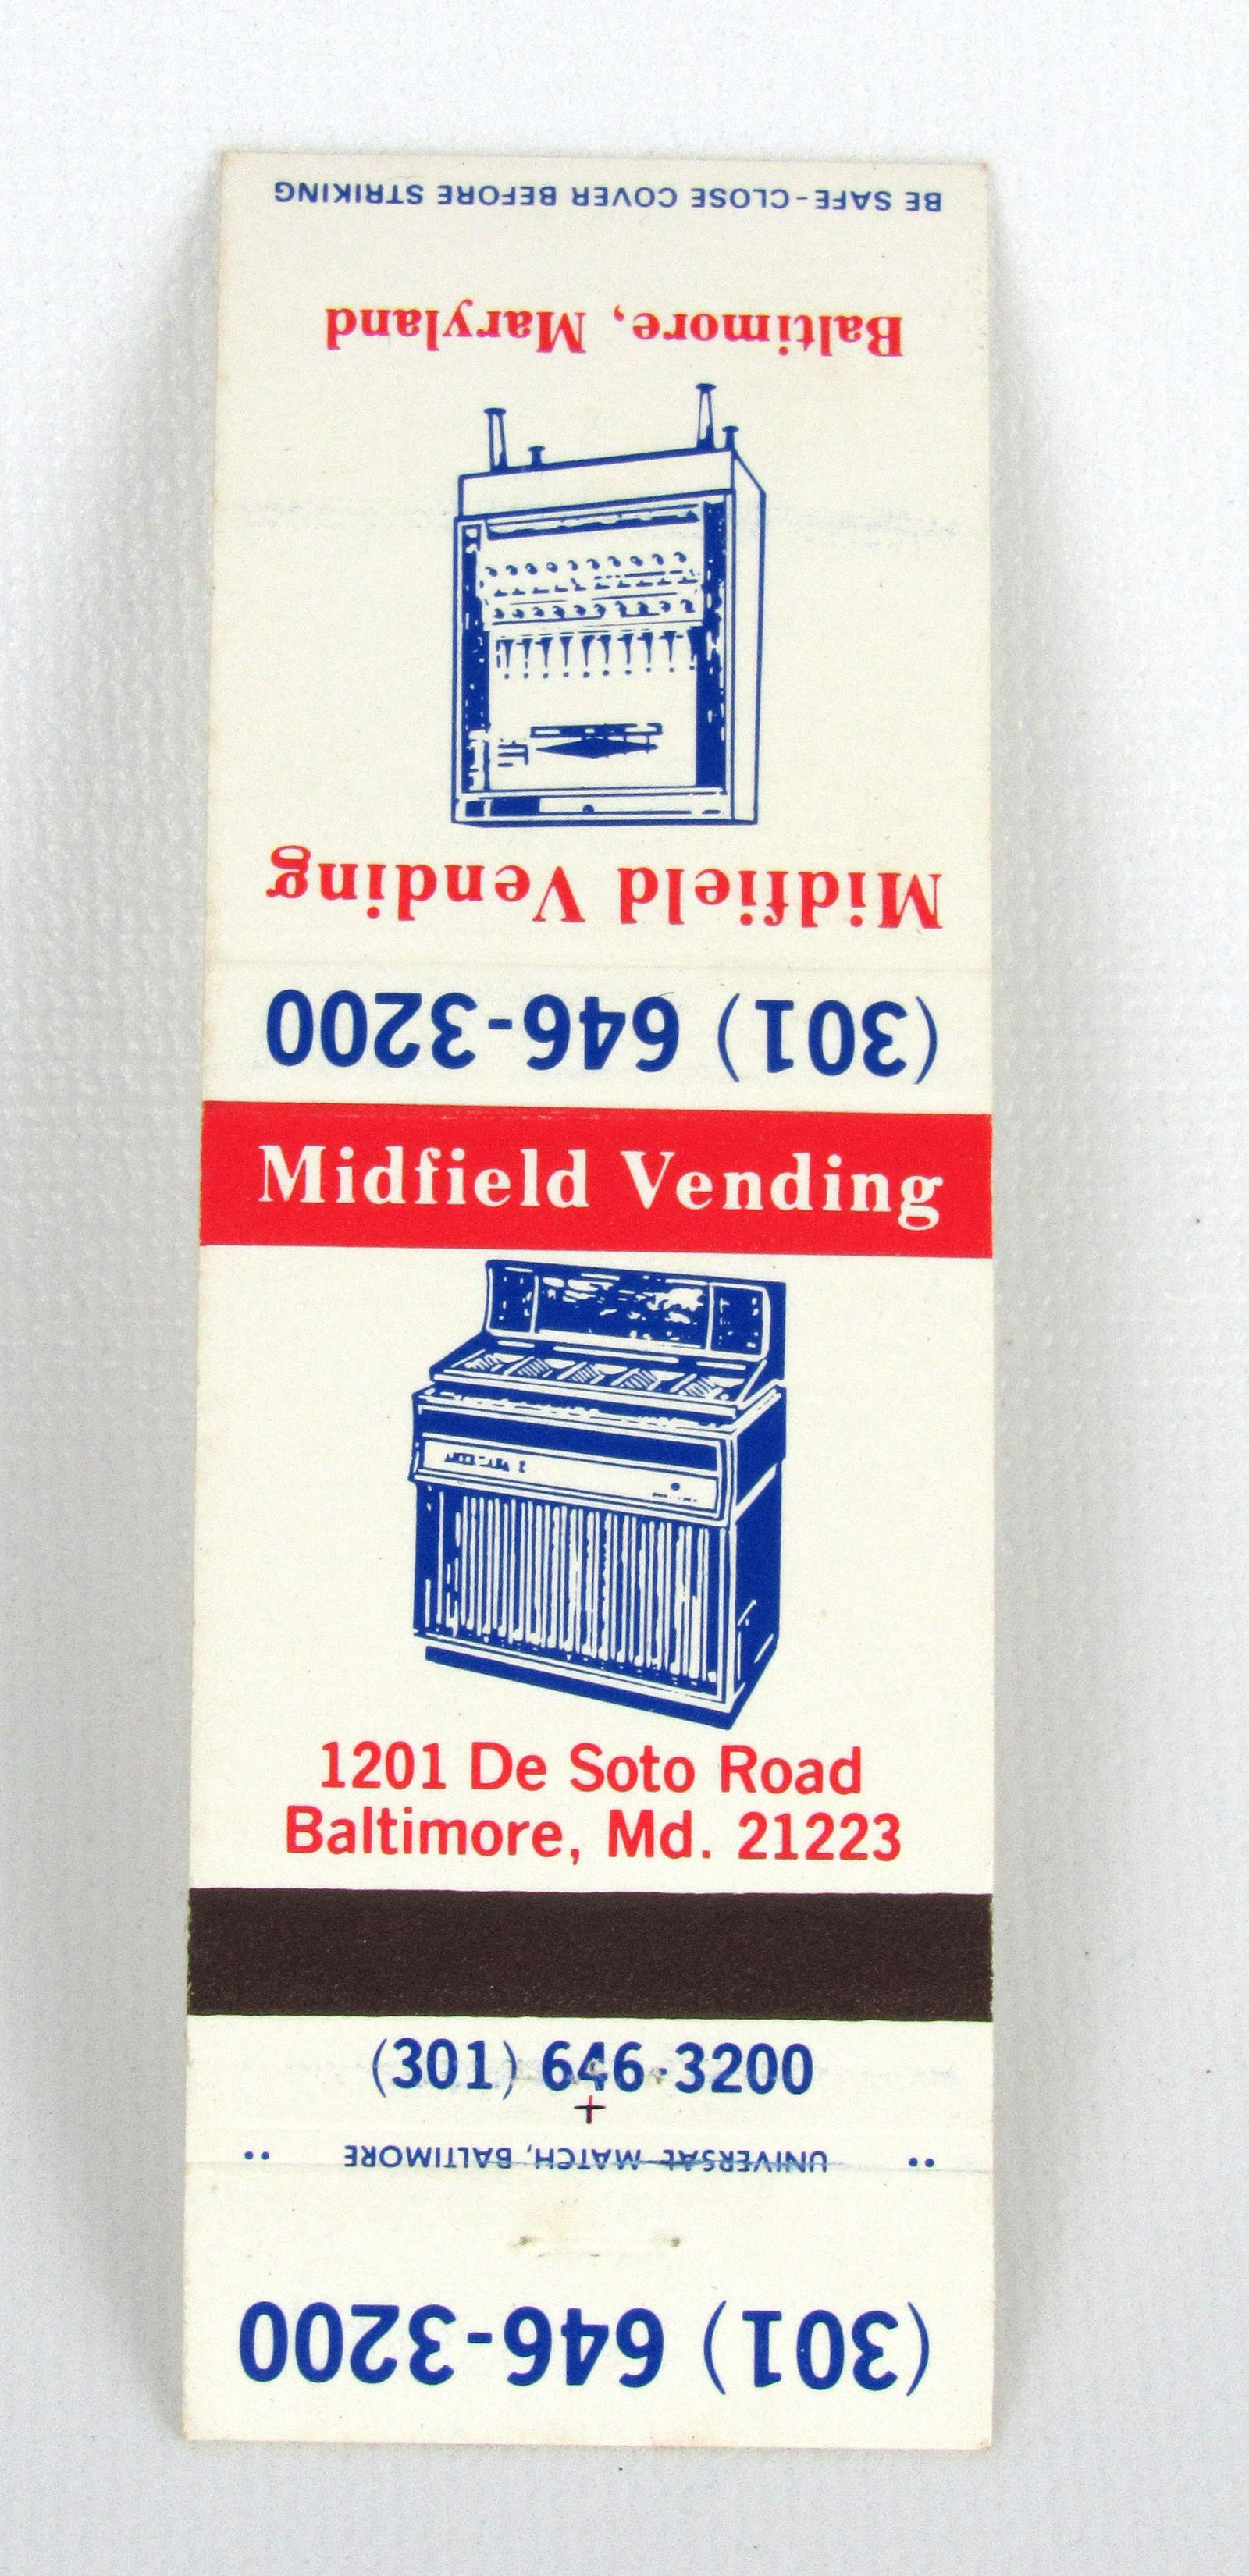 BE SAFE-CLOSE COVER BEFORE STRIKING
Baltimore, Maryland
Midfield Vending
(301) 646-3200
Midfield Vending
1201 De Soto Road
Baltimore, Md. 21223
(301) 646-3200
UNIVERSAL MATCH, BALTIMORE
(301) 646-3200